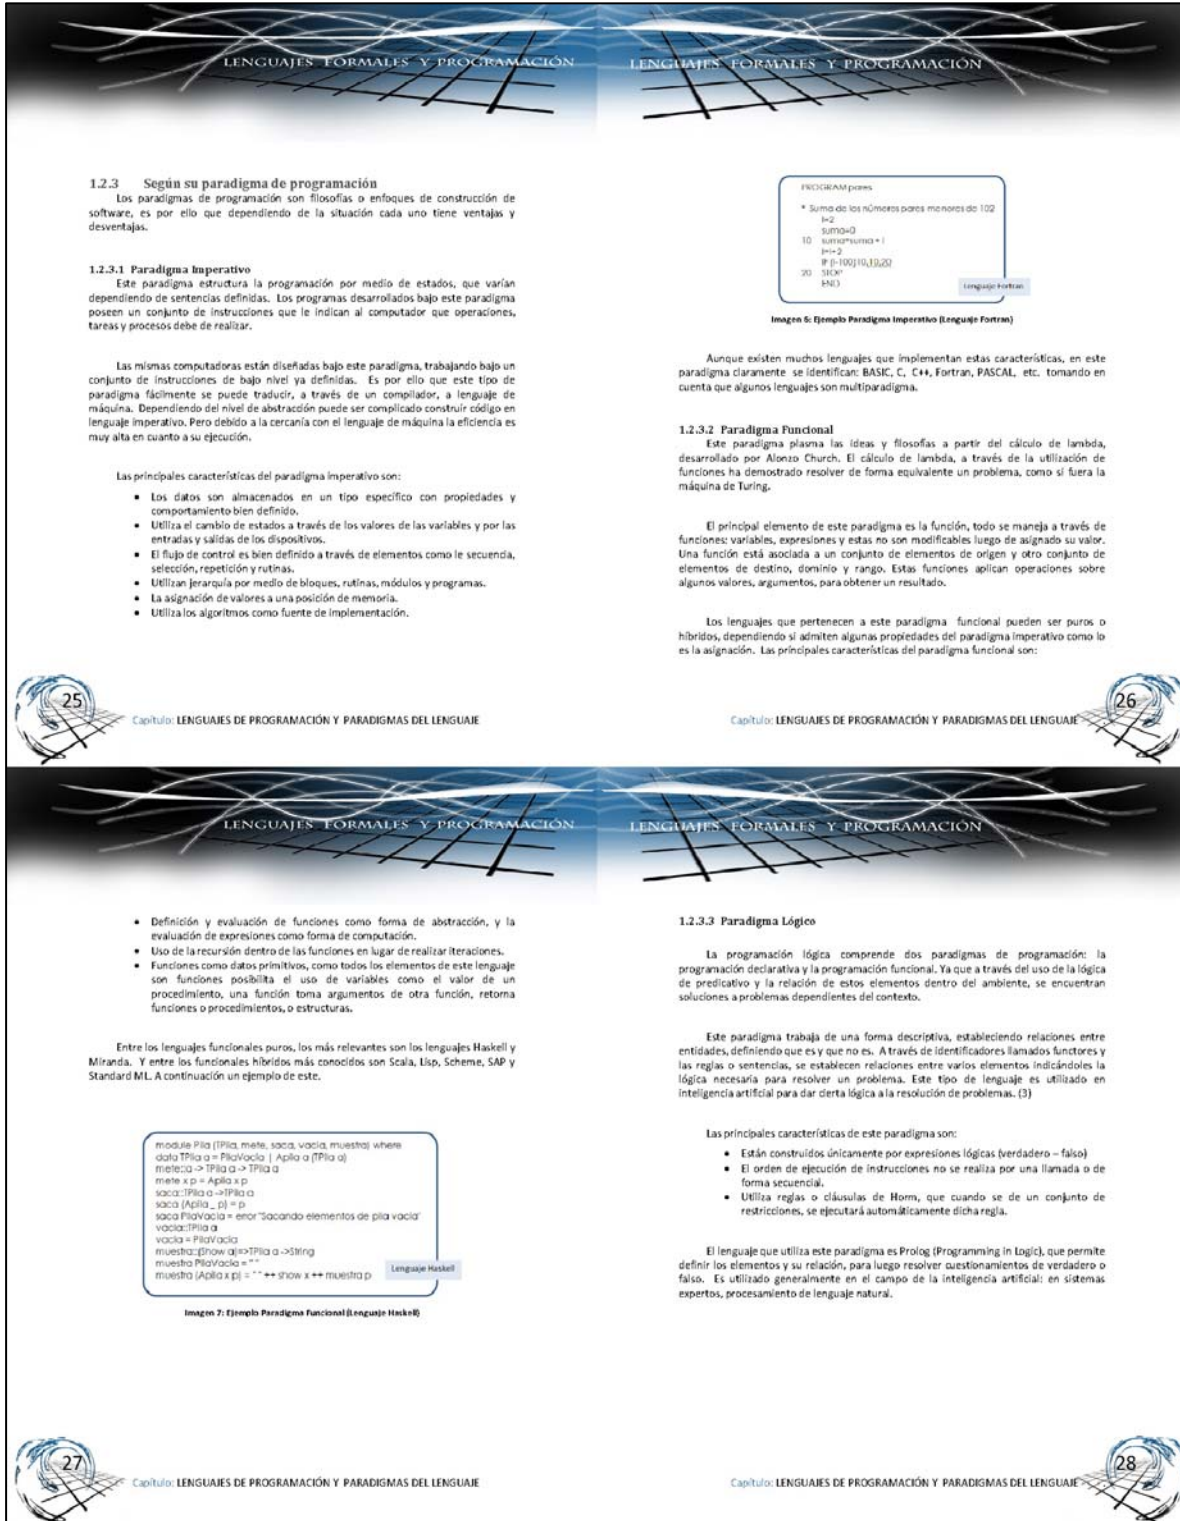 LENGUAJES FORMALES Y PROGRAMACIÓN
1.2.3 Según su paradigma de programación
Los paradigmas de programación son filosofías o enfoques de construcción de
software, es por ello que dependiendo de la situación cada uno tiene ventajas y
desventajas.
1.2.3.1 Paradigma Imperativo
Este paradigma estructura la programación por medio de estados, que varían
dependiendo de sentencias definidas. Los programas desarrollados bajo este paradigma
poseen un conjunto de instrucciones que le indican al computador que operaciones,
tareas y procesos debe de realizar.
Las mismas computadoras están diseñadas bajo este paradigma, trabajando bajo un
conjunto de instrucciones de bajo nivel ya definidas. Es por ello que este tipo de
paradigma fácilmente se puede traducir, a través de un compilador, a lenguaje de
máquina. Dependiendo del nivel de abstracción puede ser complicado construir código en
lenguaje imperativo. Pero debido a la cercanía con el lenguaje de máquina la eficiencia es
muy alta en cuanto a su ejecución.
Las principales característicás del paradigma imperativo son:
• Los datos son almacenados en un tipo específico con propiedades y
comportamiento bien definido.
• Utiliza el cambio de estados a través de los valores de las variables y por las
entradas y salidas de los dispositivos.
• El flujo de control es bien definido a través de elementos como le secuencia,
selección, repetición y rutinas.
• Utilizan jerarquía por medio de bloques, rutinas, módulos y programas.
• La asignación de valores a una posición de memoria.
• Utiliza los algoritmos como fuente de implementación.
25
Capítulo: LENGUAJES DE PROGRAMACIÓN Y PARADIGMAS DEL LENGUAJE
LENGUAJES FORMALES Y PROGRAMACIÓN
PROGRAM pares
* Suma de los números pares menores de 102
I=2
suma=0
10 suma=suma + I
I=I+2
IF (I-100)10,10,20
20 STOP
END
Lenguaje Fortran
Imagen 6: Ejemplo Paradigma Imperativo (Lenguaje Fortran)
Aunque existen muchos lenguajes que implementan estas características, en este
paradigma claramente se identifican: BASIC, C, C++, Fortran, PASCAL, etc. tomando en
cuenta que algunos lenguajes son multiparadigma.
1.2.3.2 Paradigma Funcional
Este paradigma plasma las ideas y filosofías a partir del cálculo de lambda,
desarrollado por Alonzo Church. El cálculo de lambda, a través de la utilización de
funciones ha demostrado resolver de forma equivalente un problema, como si fuera la
máquina de Turing.
El principal elemento de este paradigma es la función, todo se maneja a través de
funciones: variables, expresiones y estas no son modificables luego de asignado su valor.
Una función está asociada a un conjunto de elementos de origen y otro conjunto de
elementos de destino, dominio y rango. Estas funciones aplican operaciones sobre
algunos valores, argumentos, para obtener un resultado.
Los lenguajes que pertenecen a este paradigma funcional pueden ser puros o
híbridos, dependiendo si admiten algunas propiedades del paradigma imperativo como lo
es la asignación. Las principales características del paradigma funcional son:
26
Capítulo: LENGUAJES DE PROGRAMACIÓN Y PARADIGMAS DEL LENGUAJE
LENGUAJES FORMALES Y PROGRAMACIÓN
• Definición y evaluación de funciones como forma de abstracción, y la
evaluación de expresiones como forma de computación.
• Uso de la recursión dentro de las funciones en lugar de realizar iteraciones.
• Funciones como datos primitivos, como todos los elementos de este lenguaje
son funciones posibilita el uso de variables como el valor de un
procedimiento, una función toma argumentos de otra función, retorna
funciones o procedimientos, o estructuras.
Entre los lenguajes funcionales puros, los más relevantes son los lenguajes Haskell y
Miranda. Y entre los funcionales híbridos más conocidos son Scala, Lisp, Scheme, SAP y
Standard ML. A continuación un ejemplo de este.
module Pila (TPila, mete, saca, vacia, muestra) where
data TPila a = PilaVacia | Apila a (TPila a)
mete::a -> TPila a -> TPila a
mete x p = Apila x p
saca::TPila a ->TPila a
saca (Apila _ p) = p
saca PilaVacia = error "Sacando elementos de pila vacia"
vacia::TPila a
vacia = PilaVacia
muestra::(Show a)=>TPila a ->String
muestra PilaVacia = " "
muestra (Apila x p) = " " ++ show x ++ muestra p
Lenguaje Haskell
Imagen 7: Ejemplo Paradigma Funcional (Lenguaje Haskell)
27
Capítulo: LENGUAJES DE PROGRAMACIÓN Y PARADIGMAS DEL LENGUAJE
LENGUAJES FORMALES Y PROGRAMACIÓN
1.2.3.3 Paradigma Lógico
La programación lógica comprende dos paradigmas de programación: la
programación declarativa y la programación funcional. Ya que a través del uso de la lógica
de predicativo y la relación de estos elementos dentro del ambiente, se encuentran
soluciones a problemas dependientes del contexto.
Este paradigma trabaja de una forma descriptiva, estableciendo relaciones entre
entidades, definiendo que es y que no es. A través de identificadores llamados functores y
las reglas o sentencias, se establecen relaciones entre varios elementos indicándoles la
lógica necesaria para resolver un problema. Este tipo de lenguaje es utilizado en
inteligencia artificial para dar cierta lógica a la resolución de problemas. (3)
Las principales características de este paradigma son:
• Están construidos únicamente por expresiones lógicas (verdadero – falso)
• El orden de ejecución de instrucciones no se realiza por una llamada o de
forma secuencial.
• Utiliza reglas o cláusulas de Horm, que cuando se de un conjunto de
restricciones, se ejecutará automáticamente dicha regla.
El lenguaje que utiliza este paradigma es Prolog (Programming in Logic), que permite
definir los elementos y su relación, para luego resolver cuestionamientos de verdadero o
falso. Es utilizado generalmente en el campo de la inteligencia artificial: en sistemas
expertos, procesamiento de lenguaje natural.
28
Capítulo: LENGUAJES DE PROGRAMACIÓN Y PARADIGMAS DEL LENGUAJE